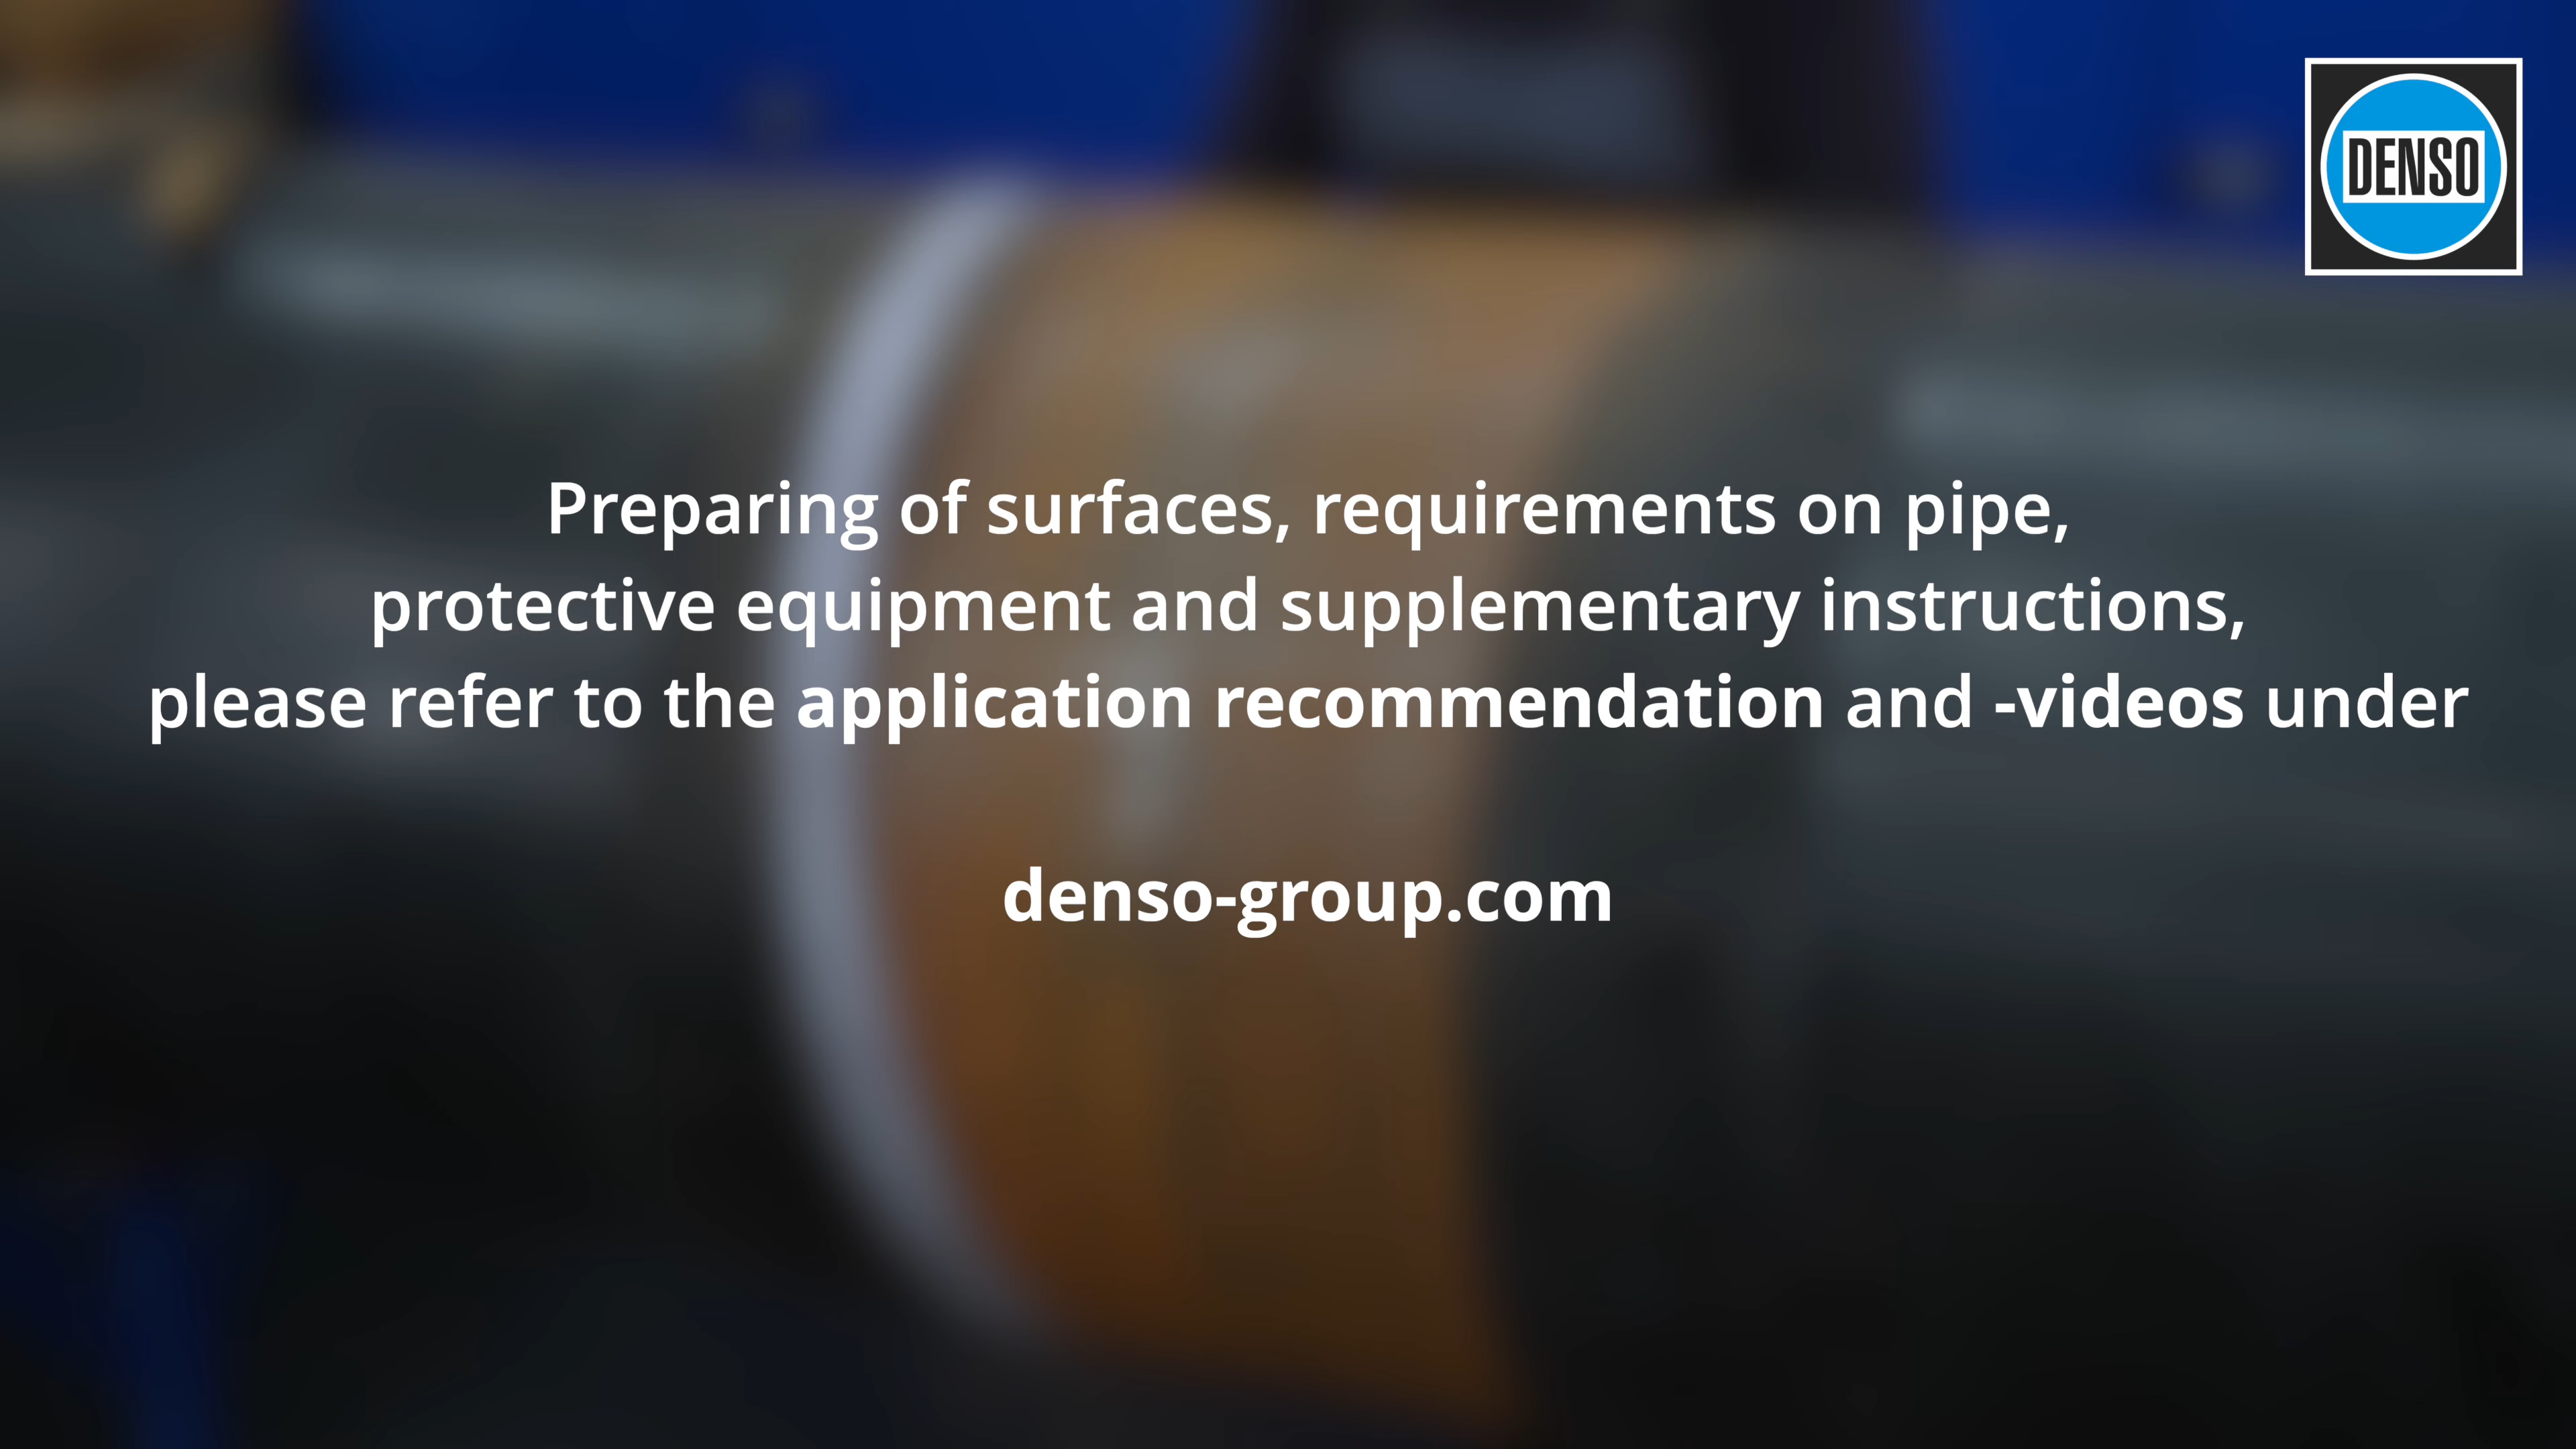 DENSO
Preparing of surfaces, requirements on pipe,
protective equipment and supplementary instructions,
please refer to the application recommendation and -videos under
denso-group.com